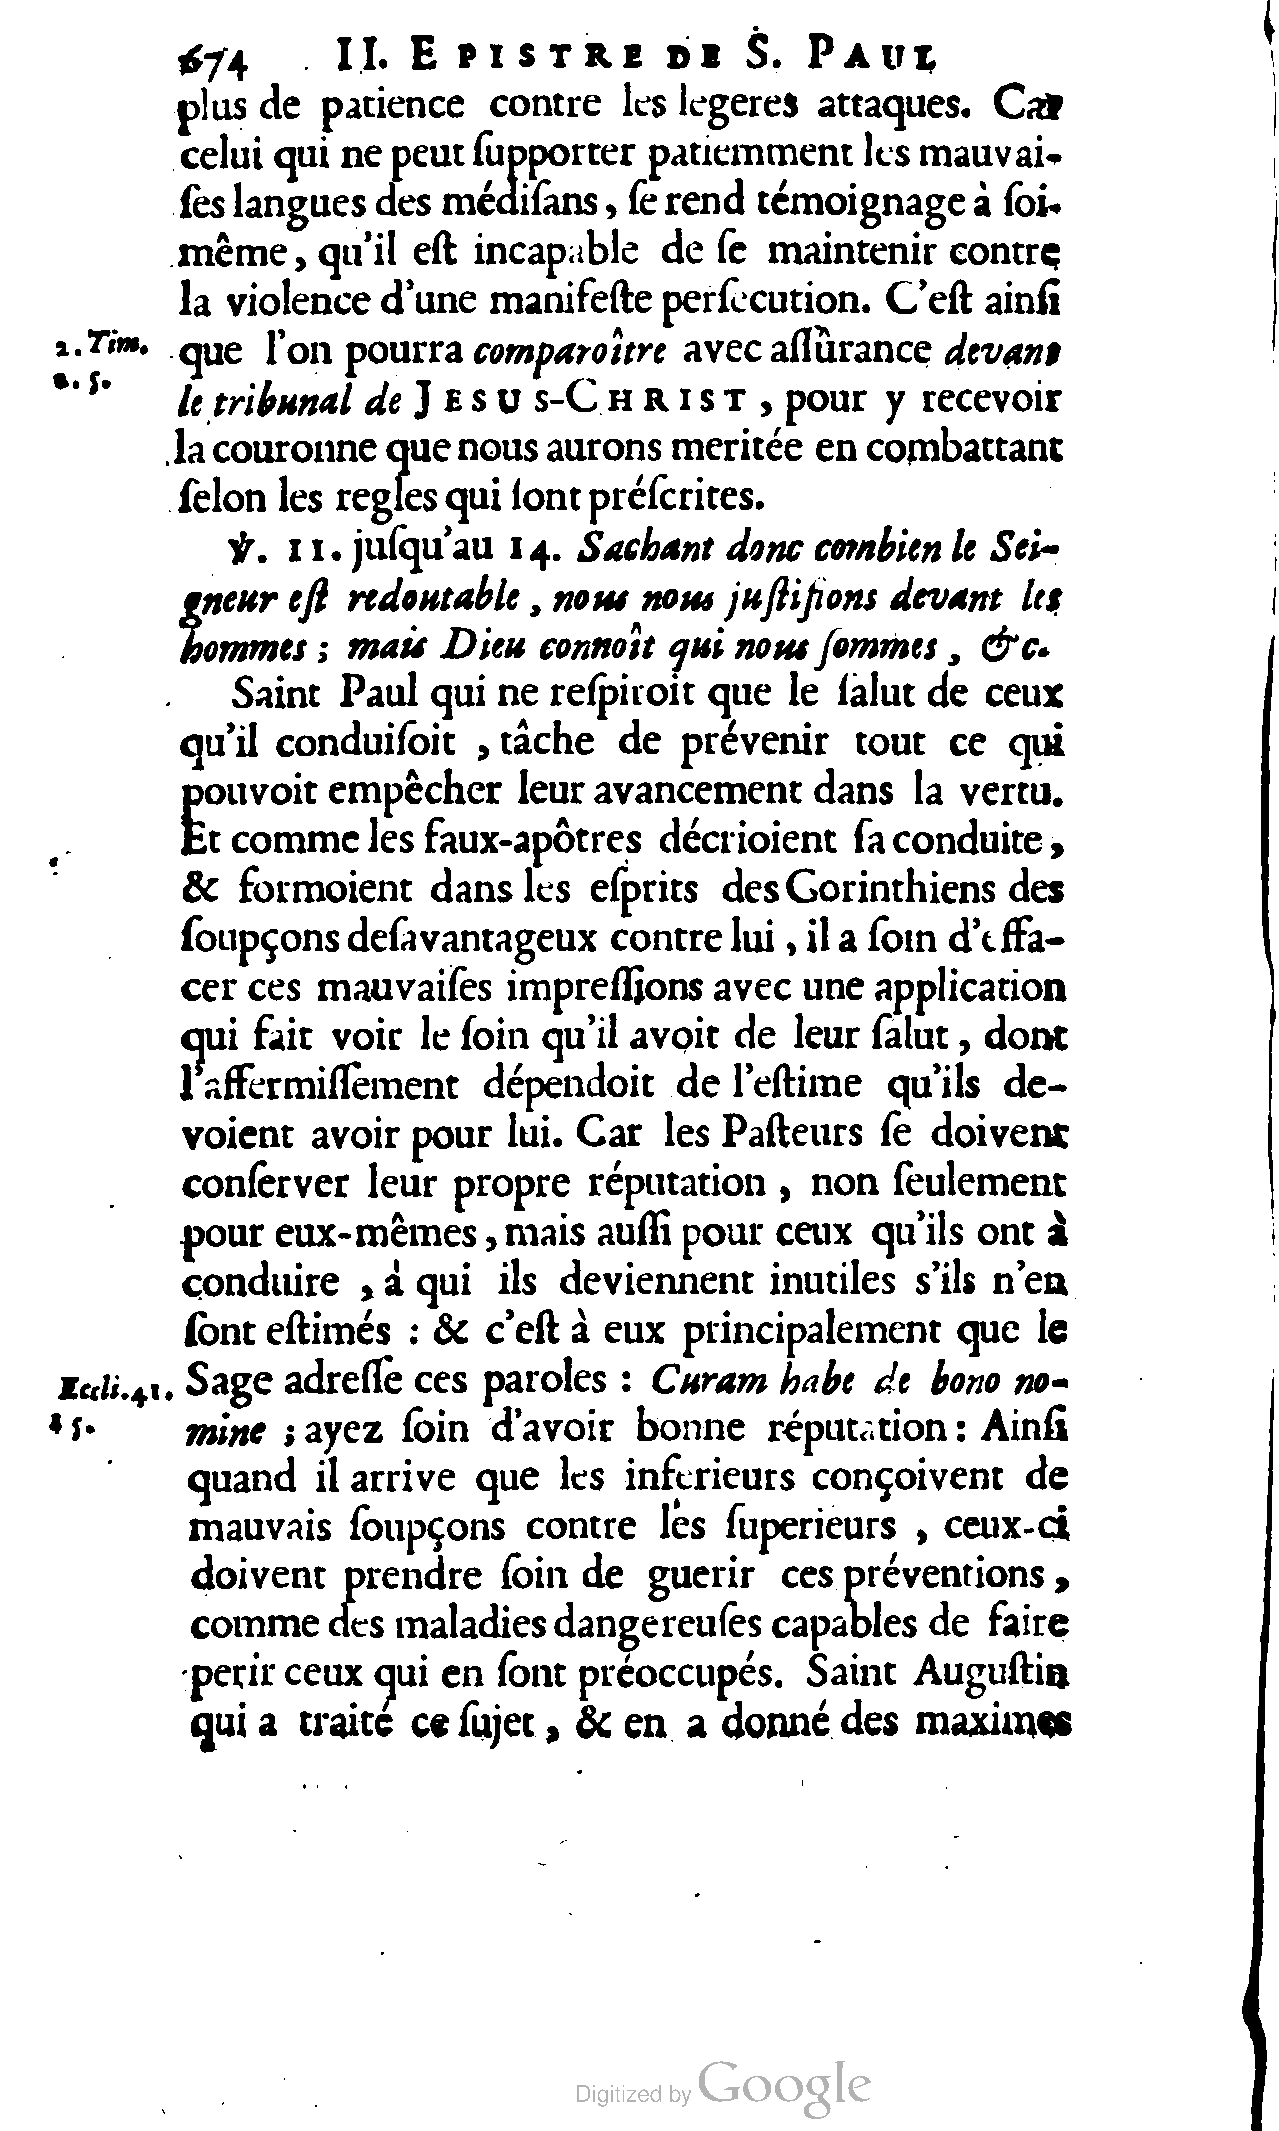 674 II. EPISTRE DE S. PAUL
plus de patience contre les legeres attaques. Car
celui qui ne peut ſupporter patiemment les mauvai-
ſes langues des médiſans, ſe rend témoignage à ſoi-
même, qu'il eſt incapable de ſe maintenir contre
la violence d'une manifeſte perſecution. C'eſt ainſi
2. Tim. que l'on pourra comparoître avec aſſûrance devant
2. 5. le tribunal de JESUS-CHRIST, pour y recevoir
la couronne que nous aurons meritée en combattant
ſelon les regles qui ſont préſcrites.
℣. 11. juſqu'au 14. Sachant donc combien le Sei-
gneur eſt redoutable, nous nous juſtifions devant les
hommes; mais Dieu connoît qui nous ſommes, &c.
Saint Paul qui ne reſpiroit que le ſalut de ceux
qu'il conduiſoit, tâche de prévenir tout ce qui
pouvoit empêcher leur avancement dans la vertu.
Et comme les faux-apôtres décrioient ſa conduite,
& formoient dans les eſprits des Corinthiens des
ſoupçons deſavantageux contre lui, il a ſoin d'effa-
cer ces mauvaiſes impreſſions avec une application
qui fait voir le ſoin qu'il avoit de leur ſalut, dont
l'affermiſſement dépendoit de l'eſtime qu'ils de-
voient avoir pour lui. Car les Paſteurs ſe doivent
conſerver leur propre réputation, non ſeulement
pour eux-mêmes, mais auſſi pour ceux qu'ils ont à
conduire, à qui ils deviennent inutiles s'ils n'en
ſont eſtimés : & c'eſt à eux principalement que le
Eccli. 41. Sage adreſſe ces paroles : Curam habe de bono no-
15. mine; ayez ſoin d'avoir bonne réputation : Ainſi
quand il arrive que les inferieurs conçoivent de
mauvais ſoupçons contre les ſuperieurs, ceux-ci
doivent prendre ſoin de guerir ces préventions,
comme des maladies dangereuſes capables de faire
perir ceux qui en ſont préoccupés. Saint Auguſtin
qui a traité ce ſujet, & en a donné des maximes
Digitized by Google